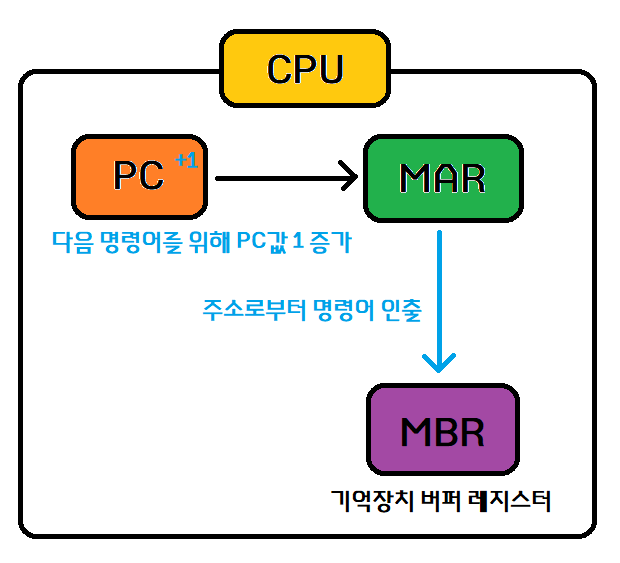 CPU
PC +1
MAR
다음 명령어를 위해 PC값 1 증가
주소로부터 명령어 인출
MBR
기억장치 버퍼 레지스터